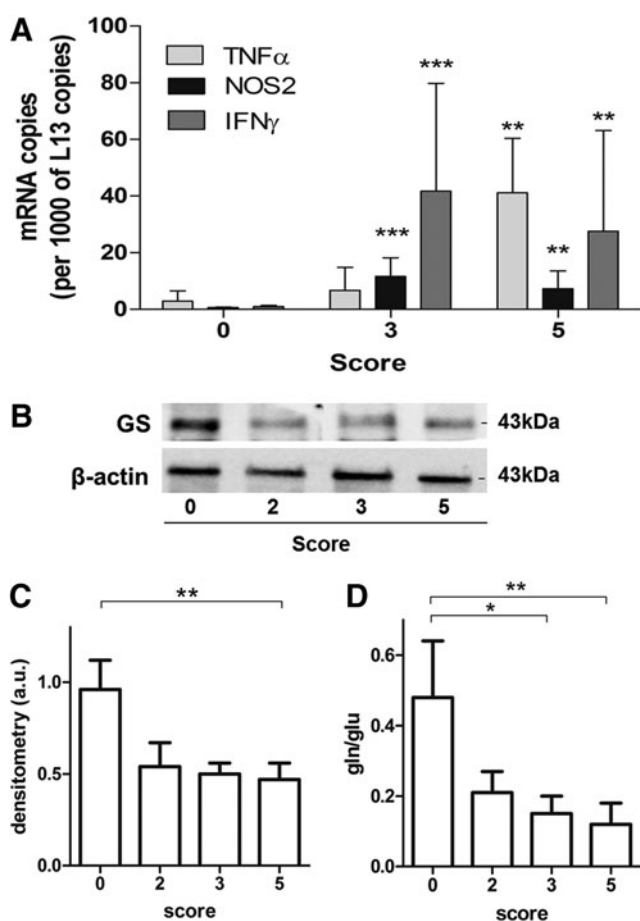 A
mRNA copies
(per 1000 of L13 copies)
100
80
60
40
20
0
TNFα
NOS2
IFNγ
***
***
**
**
**
0 3 5
Score
B
GS
43kDa
β-actin
43kDa
0 2 3 5
Score
C
**
densitometry (a.u.)
1.0
0.5
0.0
0 2 3 5
score
D
**
*
gln/glu
0.6
0.4
0.2
0.0
0 2 3 5
score